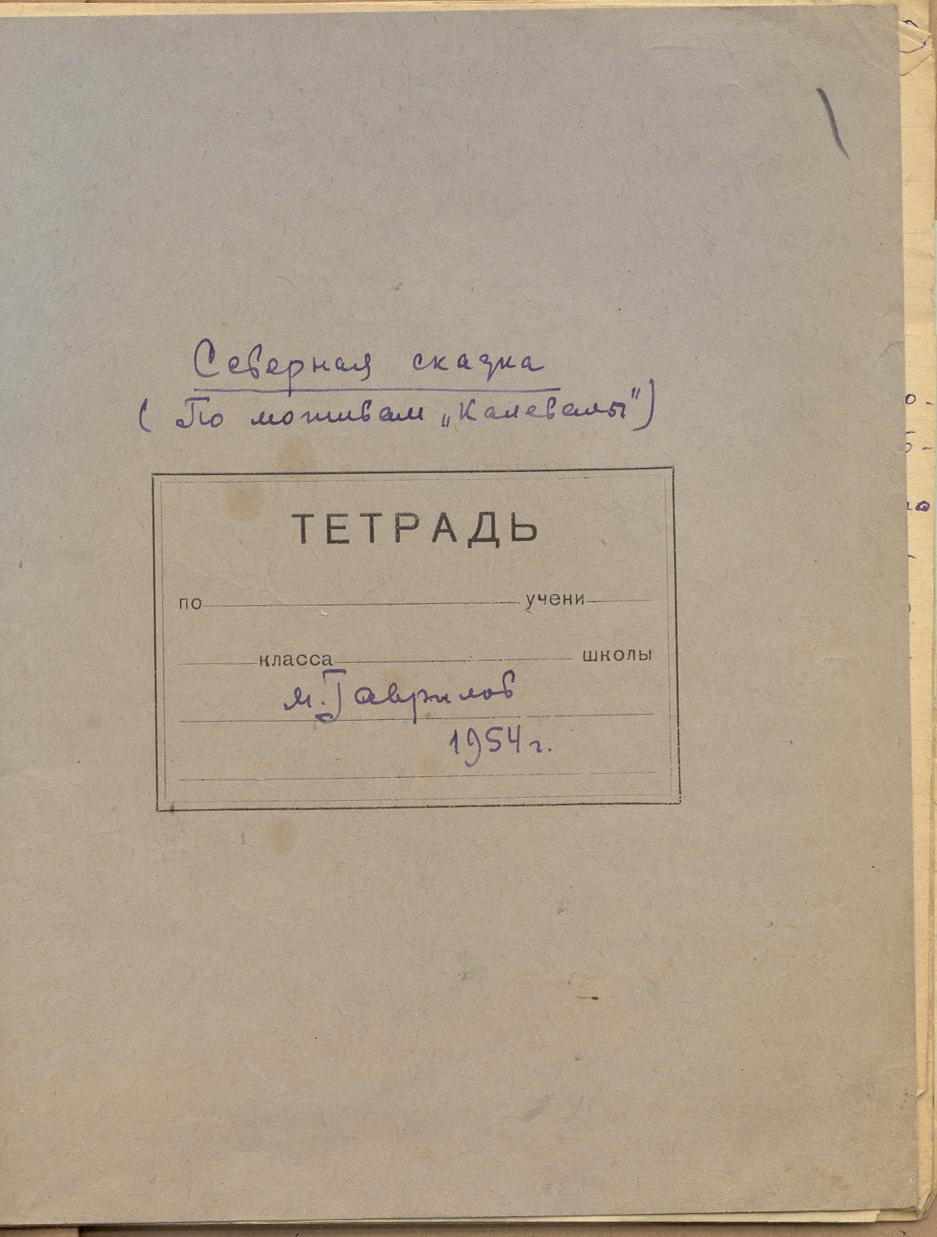 Северная сказка
(По мотивам „Калевалы")
ТЕТРАДЬ
по учени
класса школы
М. Гаврилов
1954 г.